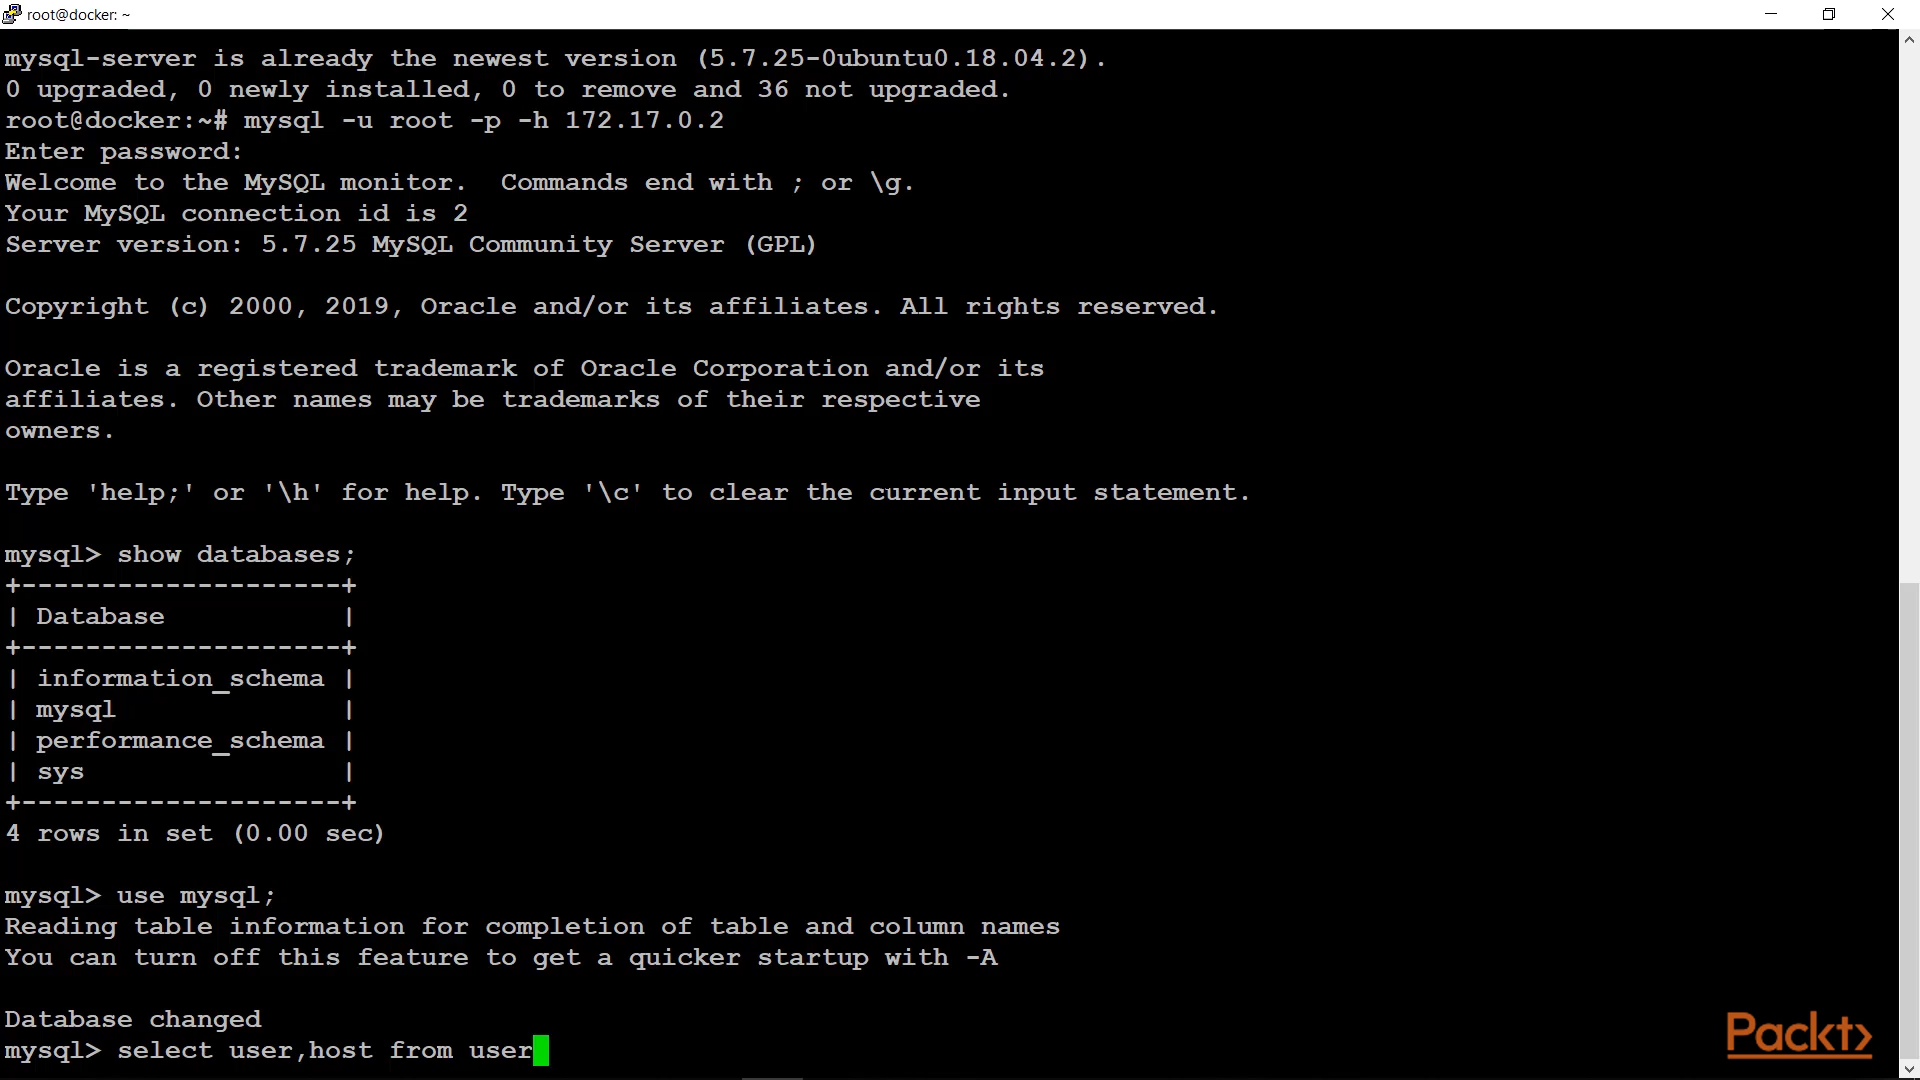 root@docker: ~
mysql-server is already the newest version (5.7.25-0ubuntu0.18.04.2).
0 upgraded, 0 newly installed, 0 to remove and 36 not upgraded.
root@docker:~# mysql -u root -p -h 172.17.0.2
Enter password:
Welcome to the MySQL monitor.  Commands end with ; or \g.
Your MySQL connection id is 2
Server version: 5.7.25 MySQL Community Server (GPL)
Copyright (c) 2000, 2019, Oracle and/or its affiliates. All rights reserved.
Oracle is a registered trademark of Oracle Corporation and/or its
affiliates. Other names may be trademarks of their respective
owners.
Type 'help;' or '\h' for help. Type '\c' to clear the current input statement.
mysql> show databases;
+--------------------+
| Database           |
+--------------------+
| information_schema |
| mysql              |
| performance_schema |
| sys                |
+--------------------+
4 rows in set (0.00 sec)
mysql> use mysql;
Reading table information for completion of table and column names
You can turn off this feature to get a quicker startup with -A
Database changed
mysql> select user,host from user
Packt>